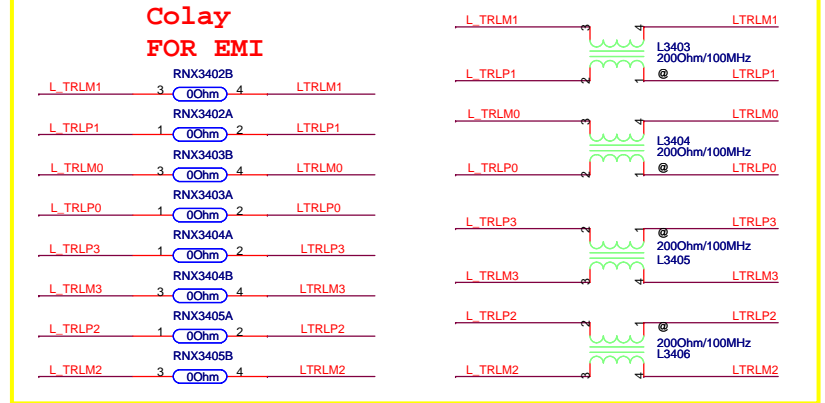 Colay
FOR EMI
RNX3402B
L_TRLM1 3 0Ohm 4 LTRLM1
RNX3402A
L_TRLP1 1 0Ohm 2 LTRLP1
RNX3403B
L_TRLM0 3 0Ohm 4 LTRLM0
RNX3403A
L_TRLP0 1 0Ohm 2 LTRLP0
RNX3404A
L_TRLP3 1 0Ohm 2 LTRLP3
RNX3404B
L_TRLM3 3 0Ohm 4 LTRLM3
RNX3405A
L_TRLP2 1 0Ohm 2 LTRLP2
RNX3405B
L_TRLM2 3 0Ohm 4 LTRLM2
L_TRLM1 3 4 LTRLM1
L3403
200Ohm/100MHz
L_TRLP1 2 1 @ LTRLP1
L_TRLM0 3 4 LTRLM0
L3404
200Ohm/100MHz
L_TRLP0 2 1 @ LTRLP0
L_TRLP3 2 1 LTRLP3
@
200Ohm/100MHz
L3405
L_TRLM3 3 4 LTRLM3
L_TRLP2 2 1 LTRLP2
@
200Ohm/100MHz
L3406
L_TRLM2 3 4 LTRLM2